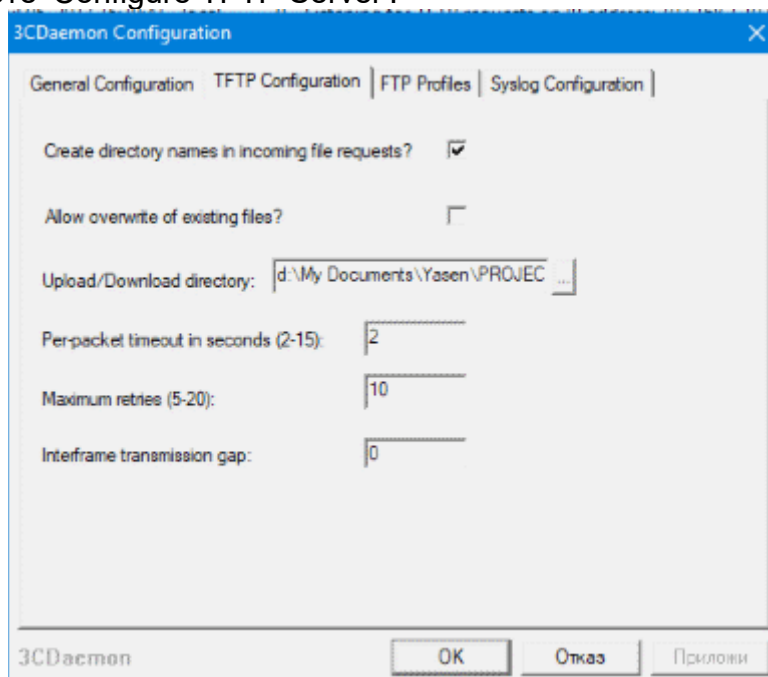 3CDaemon Configuration
General Configuration TFTP Configuration FTP Profiles Syslog Configuration
Create directory names in incoming file requests?
Allow overwrite of existing files?
Upload/Download directory: d:\My Documents\Yasen\PROJEC ...
Per-packet timeout in seconds (2-15): 2
Maximum retries (5-20): 10
Interframe transmission gap: 0
3CDaemon OK Отказ Приложи